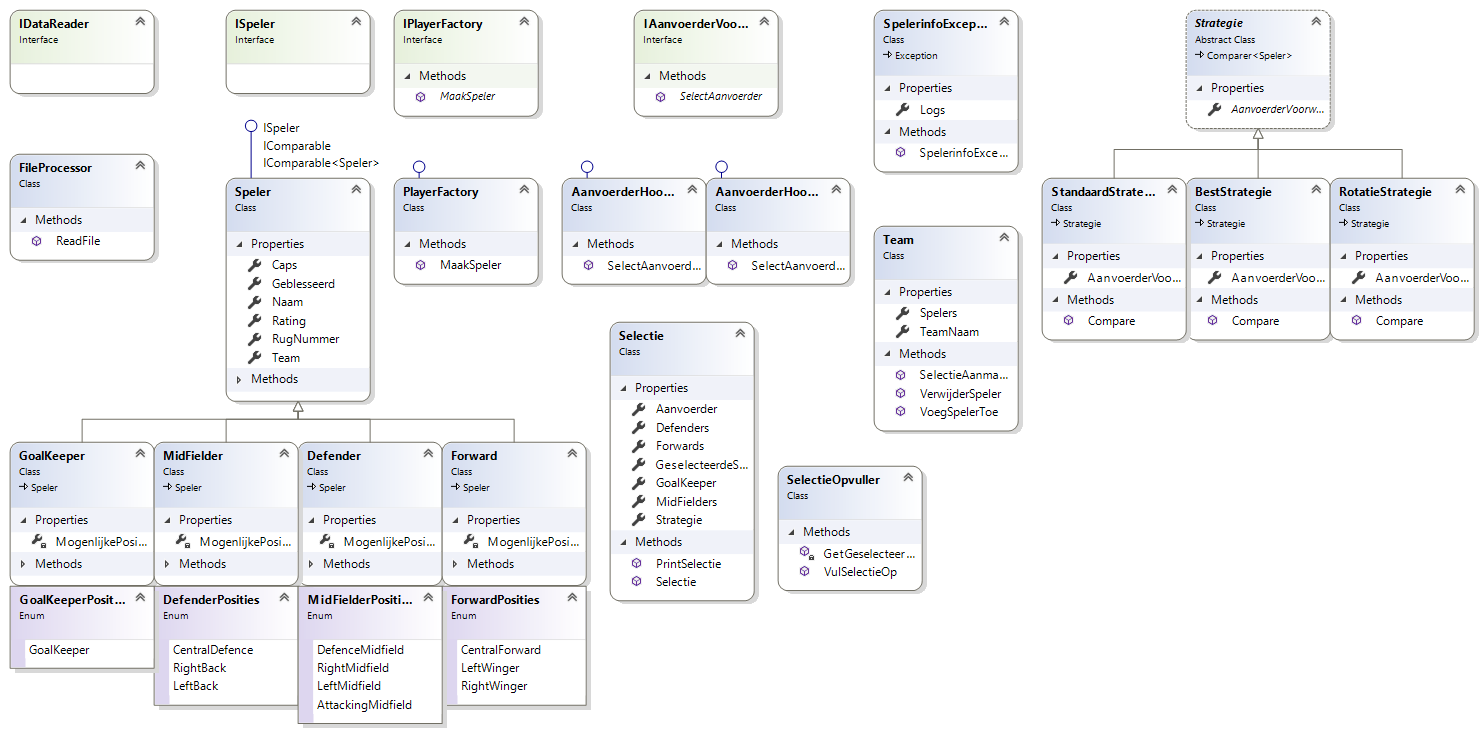 IDataReader
Interface
ISpeler
Interface
IPlayerFactory
Interface
Methods
MaakSpeler
IAanvoerderVoo...
Interface
Methods
SelectAanvoerder
SpelerinfoExcep...
Class
Exception
Properties
Logs
Methods
SpelerinfoExce...
Strategie
Abstract Class
Comparer<Speler>
Properties
AanvoerderVoorw...
ISpeler
IComparable
IComparable<Speler>
FileProcessor
Class
Methods
ReadFile
Speler
Class
Properties
Caps
Geblesseerd
Naam
Rating
RugNummer
Team
Methods
PlayerFactory
Class
Methods
MaakSpeler
AanvoerderHoo...
Class
Methods
SelectAanvoerd...
AanvoerderHoo...
Class
Methods
SelectAanvoerd...
Team
Class
Properties
Spelers
TeamNaam
Methods
SelectieAanma...
VerwijderSpeler
VoegSpelerToe
StandaardStrate...
Class
Strategie
Properties
AanvoerderVoo...
Methods
Compare
BestStrategie
Class
Strategie
Properties
AanvoerderVoo...
Methods
Compare
RotatieStrategie
Class
Strategie
Properties
AanvoerderVoo...
Methods
Compare
Selectie
Class
Properties
Aanvoerder
Defenders
Forwards
GeselecteerdeS...
GoalKeeper
MidFielders
Strategie
Methods
PrintSelectie
Selectie
SelectieOpvuller
Class
Methods
GetGeselecteer...
VulSelectieOp
GoalKeeper
Class
Speler
Properties
MogenlijkePosi...
Methods
MidFielder
Class
Speler
Properties
MogenlijkePosi...
Methods
Defender
Class
Speler
Properties
MogenlijkePosi...
Methods
Forward
Class
Speler
Properties
MogenlijkePosi...
Methods
GoalKeeperPosit...
Enum
GoalKeeper
DefenderPosities
Enum
CentralDefence
RightBack
LeftBack
MidFielderPositi...
Enum
DefenceMidfield
RightMidfield
LeftMidfield
AttackingMidfield
ForwardPosities
Enum
CentralForward
LeftWinger
RightWinger